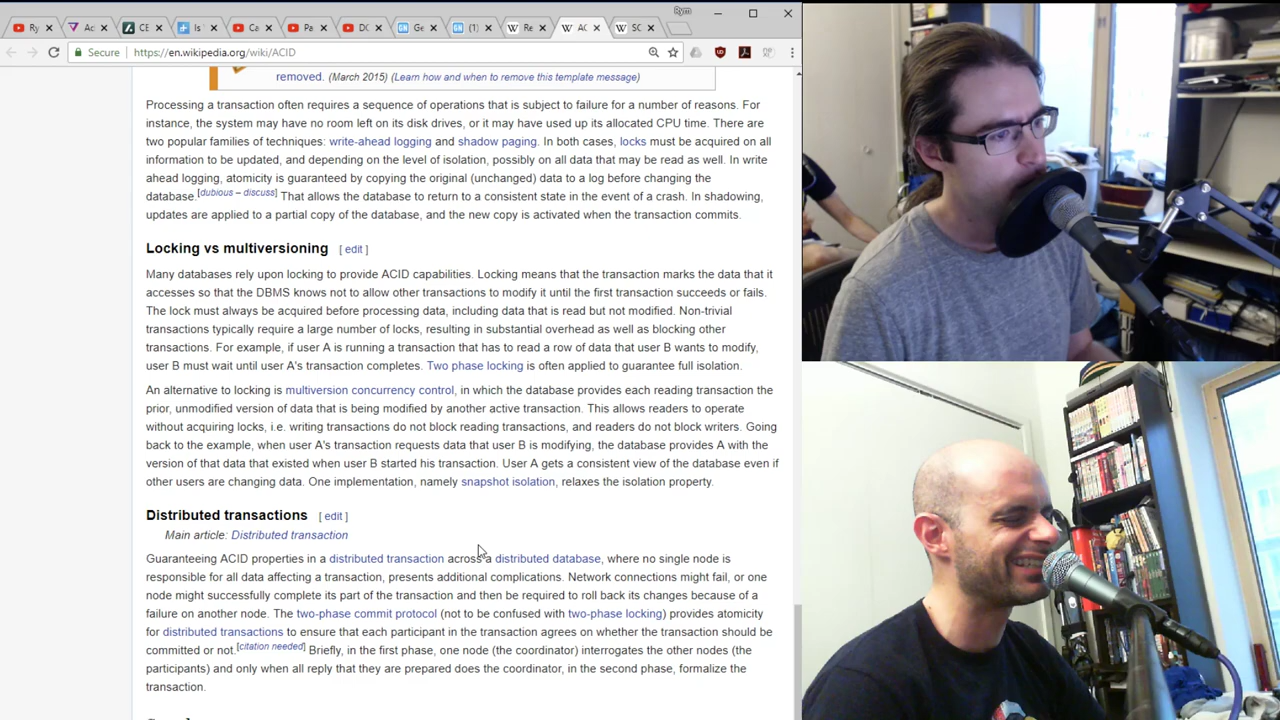 Rym
Ry
Ac
CE
Is
Ca
Pa
DC
Ge
(1)
Re
AC
SC
Secure
https://en.wikipedia.org/wiki/ACID
removed. (March 2015) (Learn how and when to remove this template message)
Processing a transaction often requires a sequence of operations that is subject to failure for a number of reasons. For
instance, the system may have no room left on its disk drives, or it may have used up its allocated CPU time. There are
two popular families of techniques: write-ahead logging and shadow paging. In both cases, locks must be acquired on all
information to be updated, and depending on the level of isolation, possibly on all data that may be read as well. In write
ahead logging, atomicity is guaranteed by copying the original (unchanged) data to a log before changing the
database.[dubious – discuss] That allows the database to return to a consistent state in the event of a crash. In shadowing,
updates are applied to a partial copy of the database, and the new copy is activated when the transaction commits.
Locking vs multiversioning [ edit ]
Many databases rely upon locking to provide ACID capabilities. Locking means that the transaction marks the data that it
accesses so that the DBMS knows not to allow other transactions to modify it until the first transaction succeeds or fails.
The lock must always be acquired before processing data, including data that is read but not modified. Non-trivial
transactions typically require a large number of locks, resulting in substantial overhead as well as blocking other
transactions. For example, if user A is running a transaction that has to read a row of data that user B wants to modify,
user B must wait until user A's transaction completes. Two phase locking is often applied to guarantee full isolation.
An alternative to locking is multiversion concurrency control, in which the database provides each reading transaction the
prior, unmodified version of data that is being modified by another active transaction. This allows readers to operate
without acquiring locks, i.e. writing transactions do not block reading transactions, and readers do not block writers. Going
back to the example, when user A's transaction requests data that user B is modifying, the database provides A with the
version of that data that existed when user B started his transaction. User A gets a consistent view of the database even if
other users are changing data. One implementation, namely snapshot isolation, relaxes the isolation property.
Distributed transactions [ edit ]
Main article: Distributed transaction
Guaranteeing ACID properties in a distributed transaction across a distributed database, where no single node is
responsible for all data affecting a transaction, presents additional complications. Network connections might fail, or one
node might successfully complete its part of the transaction and then be required to roll back its changes because of a
failure on another node. The two-phase commit protocol (not to be confused with two-phase locking) provides atomicity
for distributed transactions to ensure that each participant in the transaction agrees on whether the transaction should be
committed or not.[citation needed] Briefly, in the first phase, one node (the coordinator) interrogates the other nodes (the
participants) and only when all reply that they are prepared does the coordinator, in the second phase, formalize the
transaction.